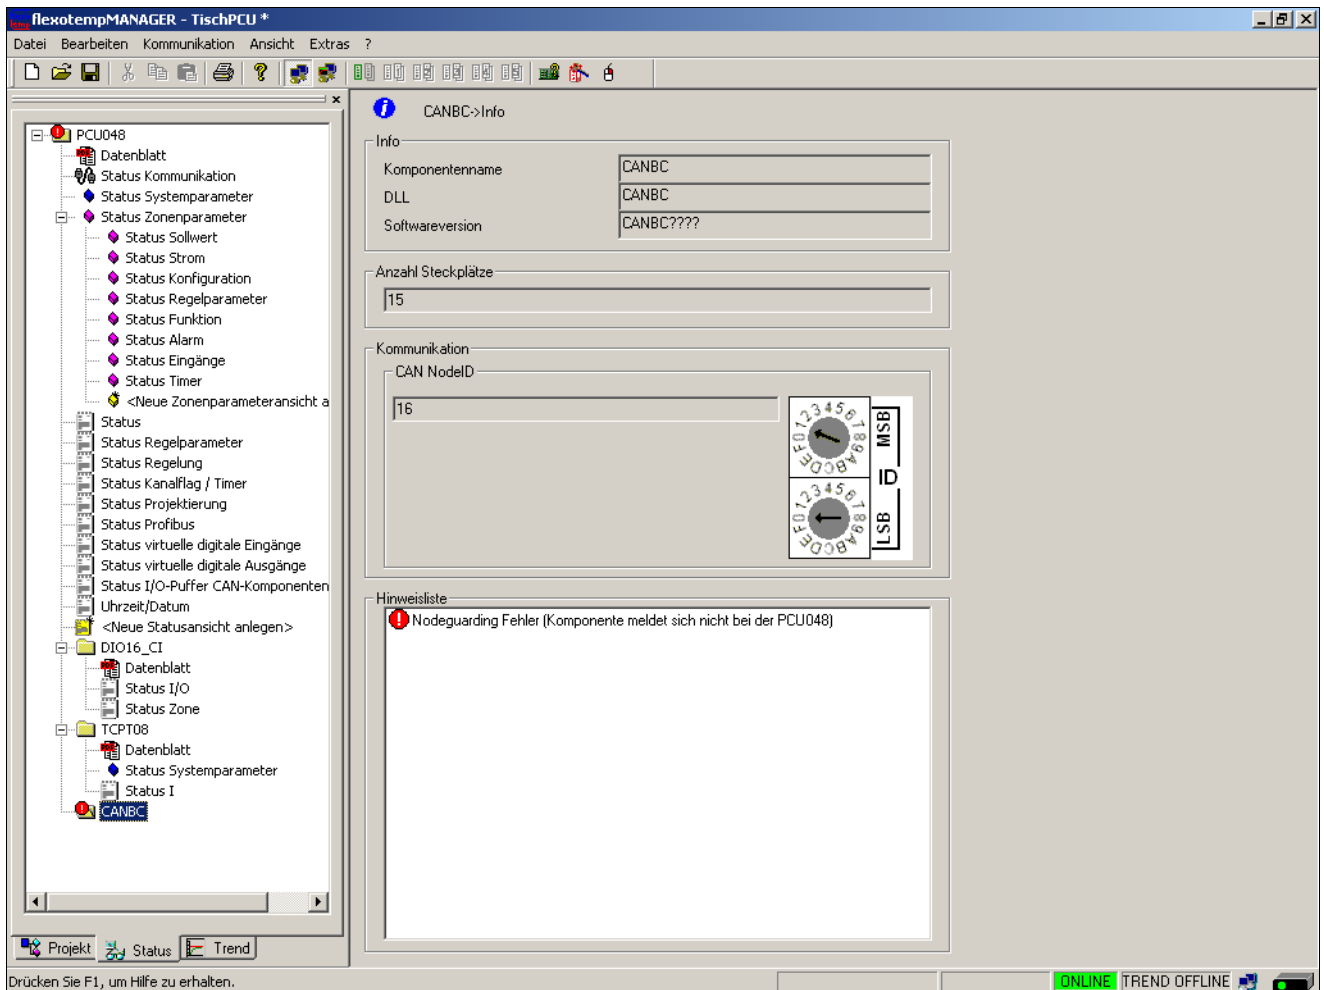 flexotempMANAGER - TischPCU *
Datei Bearbeiten Kommunikation Ansicht Extras ?
PCU048
Datenblatt
Status Kommunikation
Status Systemparameter
Status Zonenparameter
Status Sollwert
Status Strom
Status Konfiguration
Status Regelparameter
Status Funktion
Status Alarm
Status Eingänge
Status Timer
<Neue Zonenparameteransicht a
Status
Status Regelparameter
Status Regelung
Status Kanalflag / Timer
Status Projektierung
Status Profibus
Status virtuelle digitale Eingänge
Status virtuelle digitale Ausgänge
Status I/O-Puffer CAN-Komponenten
Uhrzeit/Datum
<Neue Statusansicht anlegen>
DIO16_CI
Datenblatt
Status I/O
Status Zone
TCPT08
Datenblatt
Status Systemparameter
Status I
CANBC
Projekt Status Trend
CANBC->Info
Info
Komponentenname CANBC
DLL CANBC
Softwareversion CANBC????
Anzahl Steckplätze
15
Kommunikation
CAN NodeID
16
0123456789ABCDEF
MSB
ID
0123456789ABCDEF
LSB
Hinweisliste
Nodeguarding Fehler (Komponente meldet sich nicht bei der PCU048)
Drücken Sie F1, um Hilfe zu erhalten.
ONLINE TREND OFFLINE